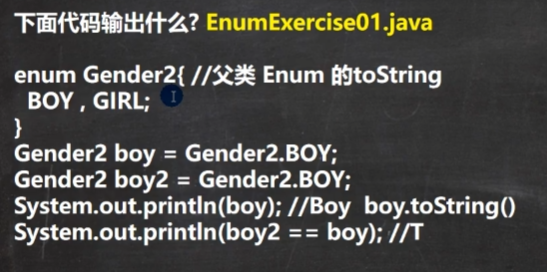 下面代码输出什么? EnumExercise01.java
enum Gender2{ //父类 Enum 的toString
BOY , GIRL;
}
Gender2 boy = Gender2.BOY;
Gender2 boy2 = Gender2.BOY;
System.out.println(boy); //Boy boy.toString()
System.out.println(boy2 == boy); //T